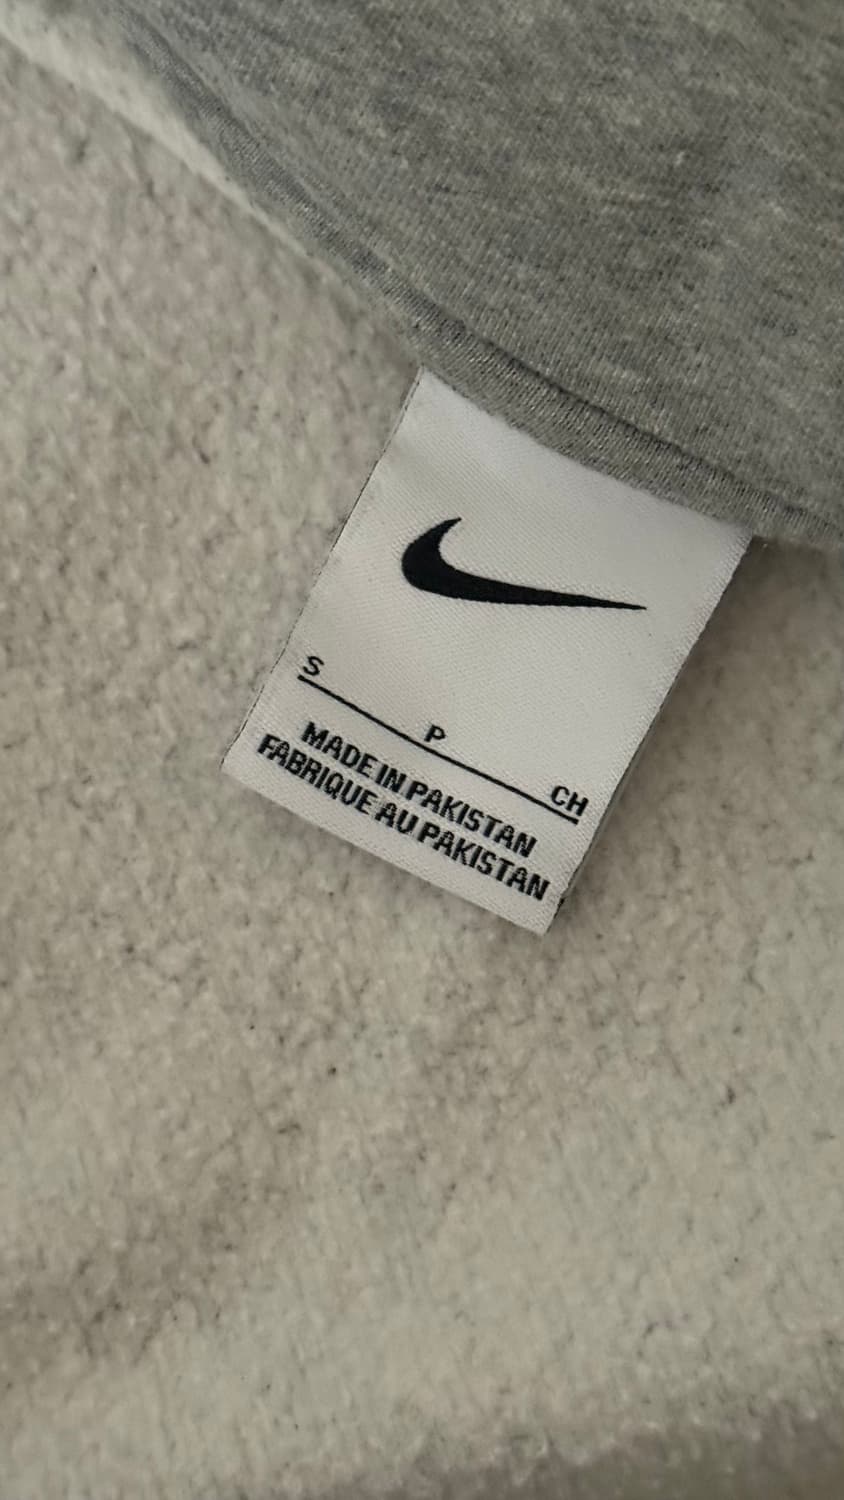 S P CH
MADE IN PAKISTAN
FABRIQUE AU PAKISTAN